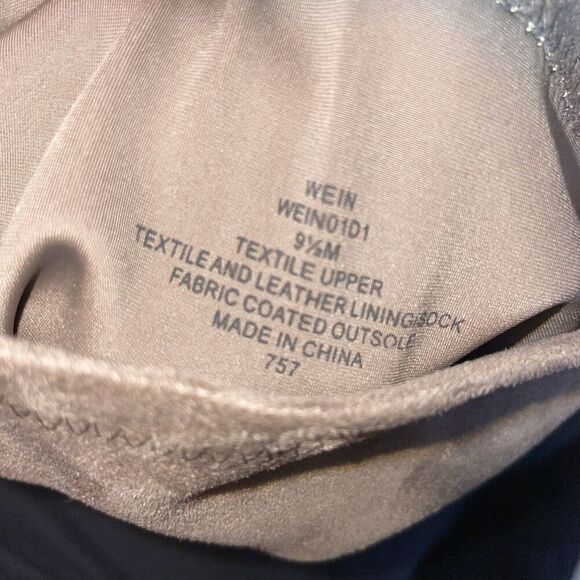 WEIN
WEIN01D1
9½M
TEXTILE UPPER
TEXTILE AND LEATHER LINING/SOCK
FABRIC COATED OUTSOLE
MADE IN CHINA
757